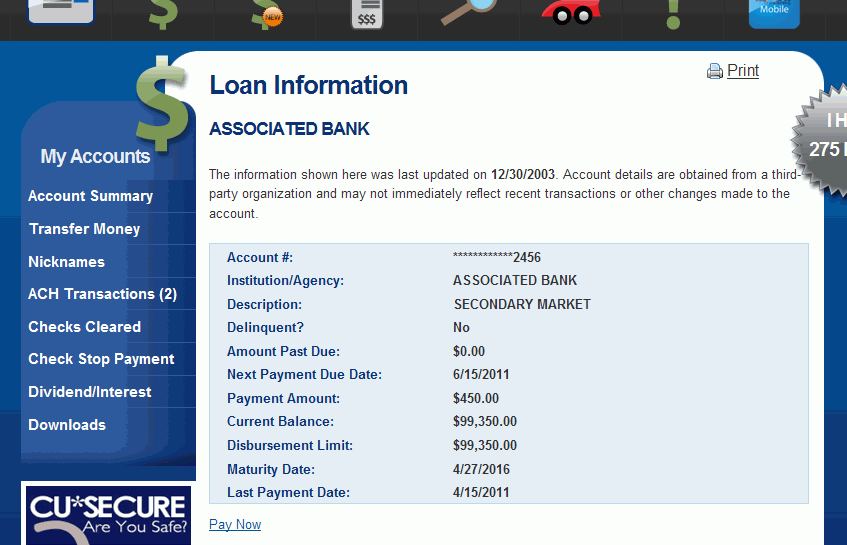 NEW
$$$
Mobile
Print
Loan Information
ASSOCIATED BANK
I H
275
My Accounts
Account Summary
Transfer Money
Nicknames
ACH Transactions (2)
Checks Cleared
Check Stop Payment
Dividend/Interest
Downloads
CU*SECURE
Are You Safe?
The information shown here was last updated on 12/30/2003. Account details are obtained from a third-
party organization and may not immediately reflect recent transactions or other changes made to the
account.
Account #: ************2456
Institution/Agency: ASSOCIATED BANK
Description: SECONDARY MARKET
Delinquent? No
Amount Past Due: $0.00
Next Payment Due Date: 6/15/2011
Payment Amount: $450.00
Current Balance: $99,350.00
Disbursement Limit: $99,350.00
Maturity Date: 4/27/2016
Last Payment Date: 4/15/2011
Pay Now